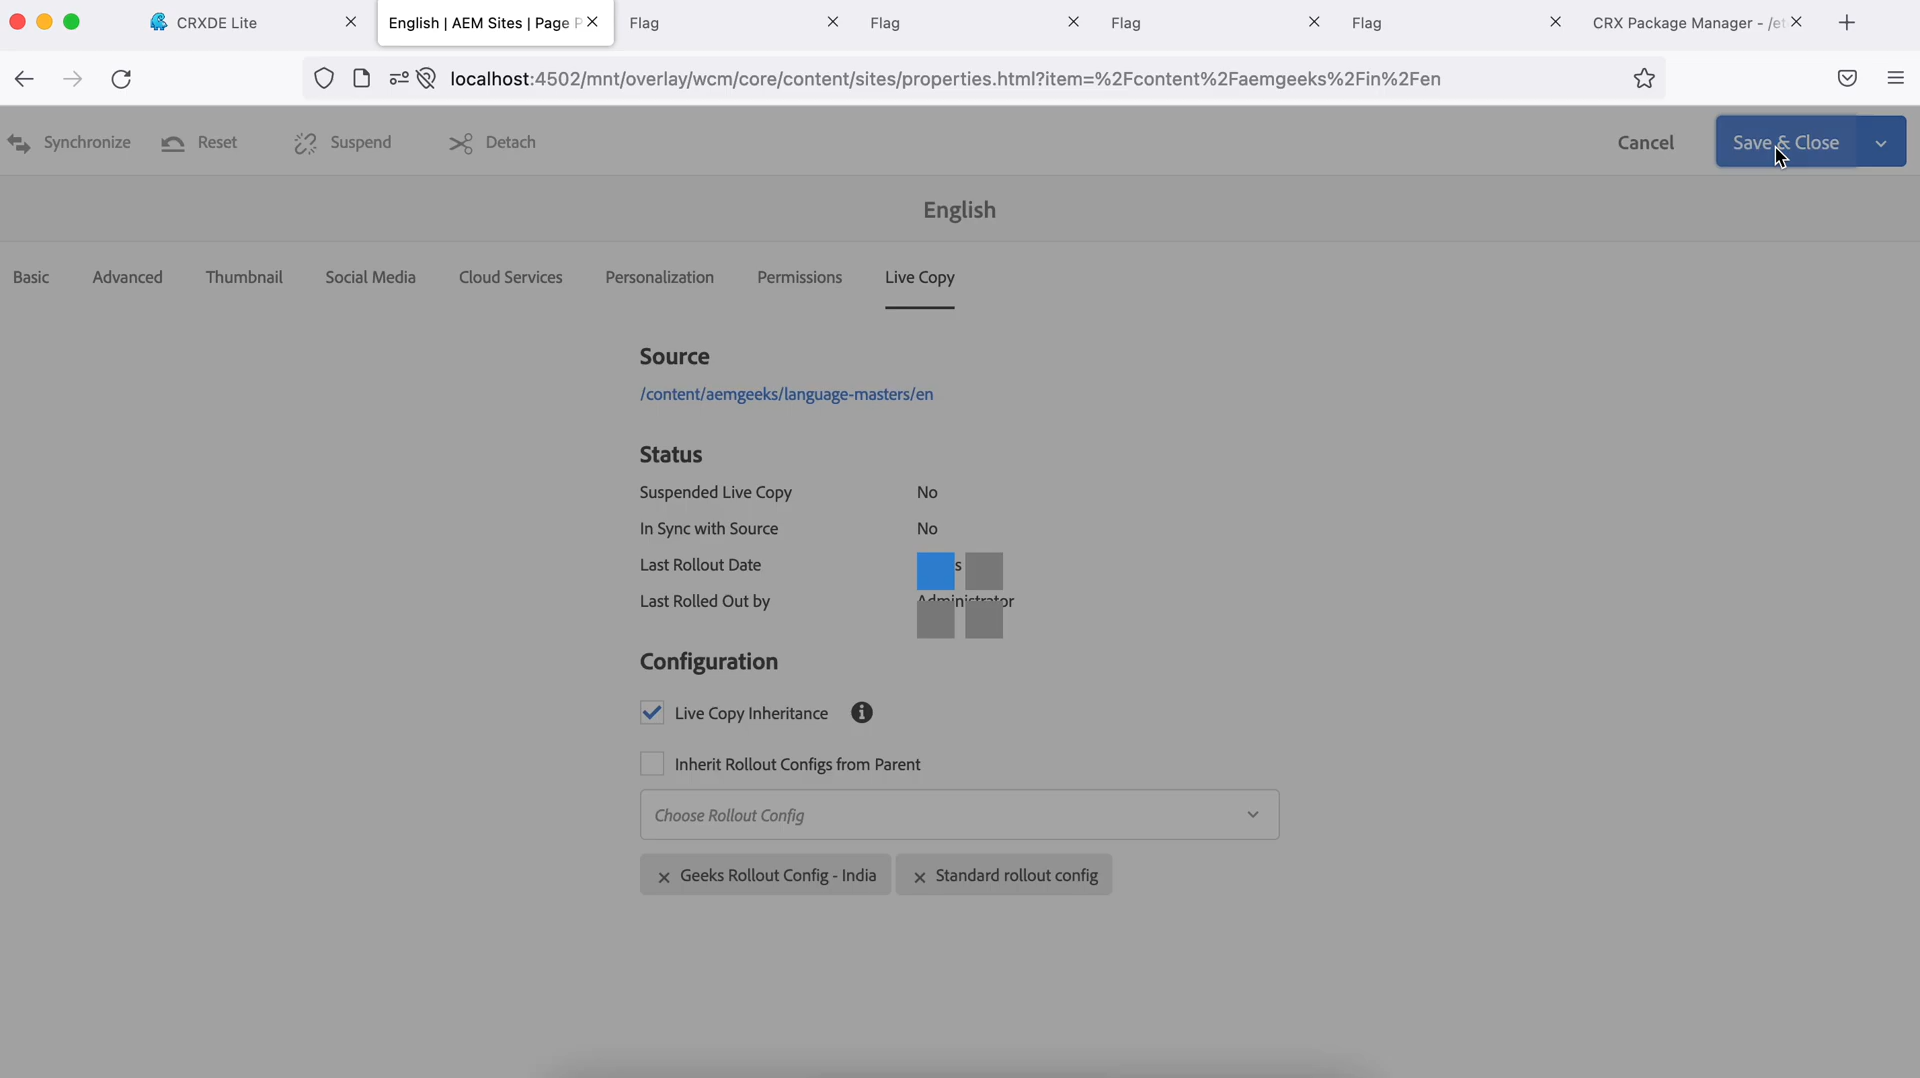 CRXDE Lite
English | AEM Sites | Page P
Flag
Flag
Flag
Flag
CRX Package Manager - /et
localhost:4502/mnt/overlay/wcm/core/content/sites/properties.html?item=%2Fcontent%2Faemgeeks%2Fin%2Fen
Synchronize
Reset
Suspend
Detach
Cancel
Save & Close
English
Basic
Advanced
Thumbnail
Social Media
Cloud Services
Personalization
Permissions
Live Copy
Source
/content/aemgeeks/language-masters/en
Status
Suspended Live Copy No
In Sync with Source No
Last Rollout Date
Last Rolled Out by Administrator
Configuration
Live Copy Inheritance
Inherit Rollout Configs from Parent
Choose Rollout Config
Geeks Rollout Config - India
Standard rollout config